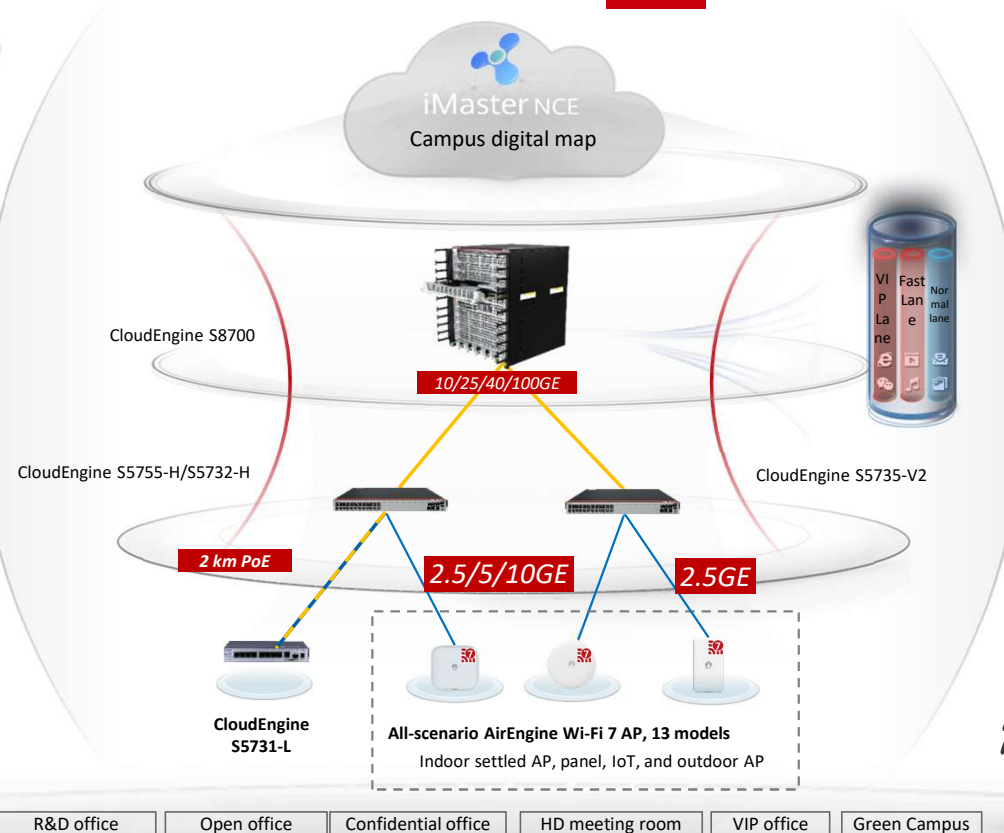 iMaster NCE
Campus digital map
VI
P
La
ne
Fast
Lan
e
Nor
mal
lane
CloudEngine S8700
10/25/40/100GE
CloudEngine S5755-H/S5732-H
CloudEngine S5735-V2
2 km PoE
2.5/5/10GE
2.5GE
CloudEngine
S5731-L
All-scenario AirEngine Wi-Fi 7 AP, 13 models
Indoor settled AP, panel, IoT, and outdoor AP
R&D office
Open office
Confidential office
HD meeting room
VIP office
Green Campus